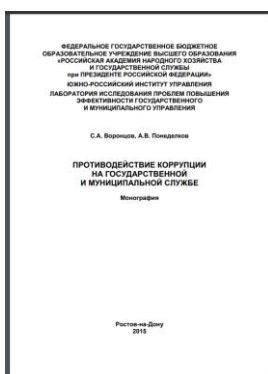 ФЕДЕРАЛЬНОЕ ГОСУДАРСТВЕННОЕ БЮДЖЕТНОЕ
ОБРАЗОВАТЕЛЬНОЕ УЧРЕЖДЕНИЕ ВЫСШЕГО ОБРАЗОВАНИЯ
«РОССИЙСКАЯ АКАДЕМИЯ НАРОДНОГО ХОЗЯЙСТВА
И ГОСУДАРСТВЕННОЙ СЛУЖБЫ
при ПРЕЗИДЕНТЕ РОССИЙСКОЙ ФЕДЕРАЦИИ»
ЮЖНО-РОССИЙСКИЙ ИНСТИТУТ УПРАВЛЕНИЯ
ЛАБОРАТОРИЯ ИССЛЕДОВАНИЯ ПРОБЛЕМ ПОВЫШЕНИЯ
ЭФФЕКТИВНОСТИ ГОСУДАРСТВЕННОГО
И МУНИЦИПАЛЬНОГО УПРАВЛЕНИЯ
С.А. Воронцов, А.В. Понеделков
ПРОТИВОДЕЙСТВИЕ КОРРУПЦИИ
НА ГОСУДАРСТВЕННОЙ
И МУНИЦИПАЛЬНОЙ СЛУЖБЕ
Монография
Ростов-на-Дону
2015